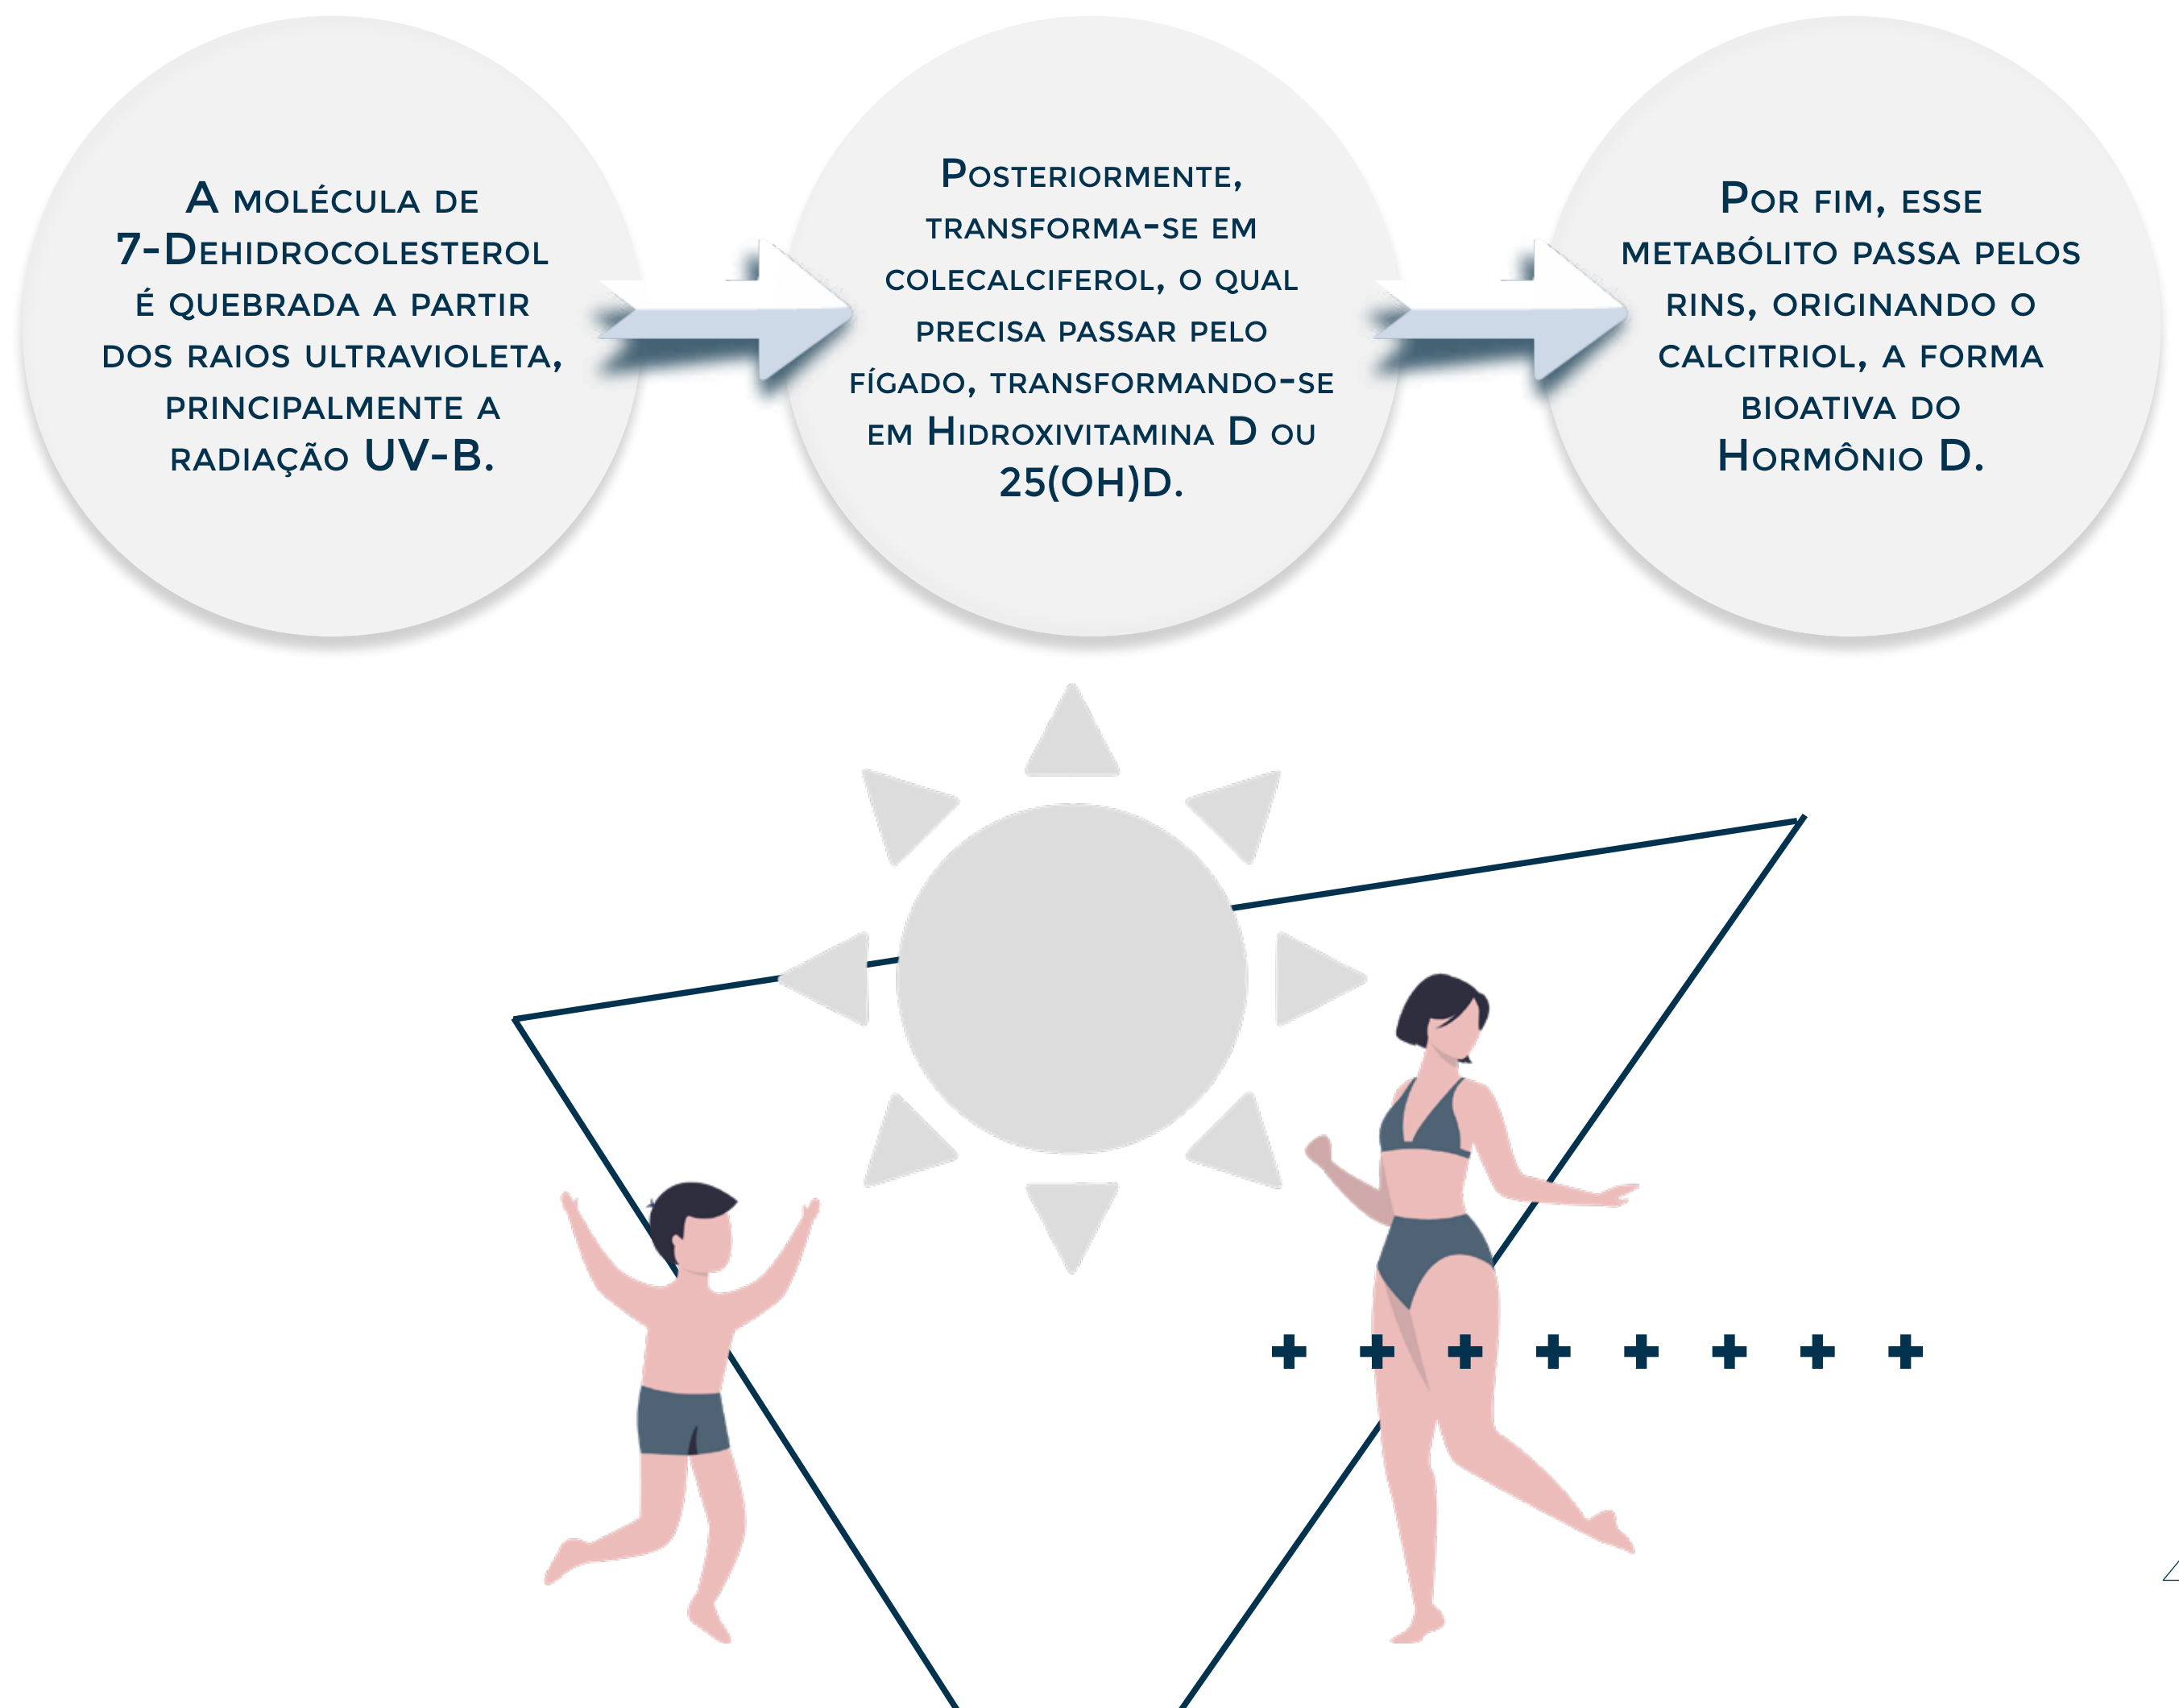 A molécula de
7-Dehidrocolesterol
é quebrada a partir
dos raios ultravioleta,
principalmente a
radiação UV-B.
Posteriormente,
transforma-se em
colecalciferol, o qual
precisa passar pelo
fígado, transformando-se
em Hidroxivitamina D ou
25(OH)D.
Por fim, esse
metabólito passa pelos
rins, originando o
calcitriol, a forma
bioativa do
Hormônio D.